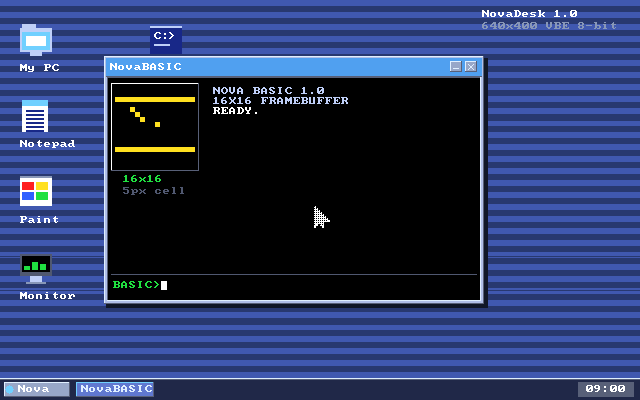 NovaDesk 1.0
640x400 VBE 8-bit
C:>
My PC
NovaBASIC
NOVA BASIC 1.0
16X16 FRAMEBUFFER
READY.
16x16
5px cell
Notepad
Paint
Monitor
BASIC>
Nova
NovaBASIC
09:00